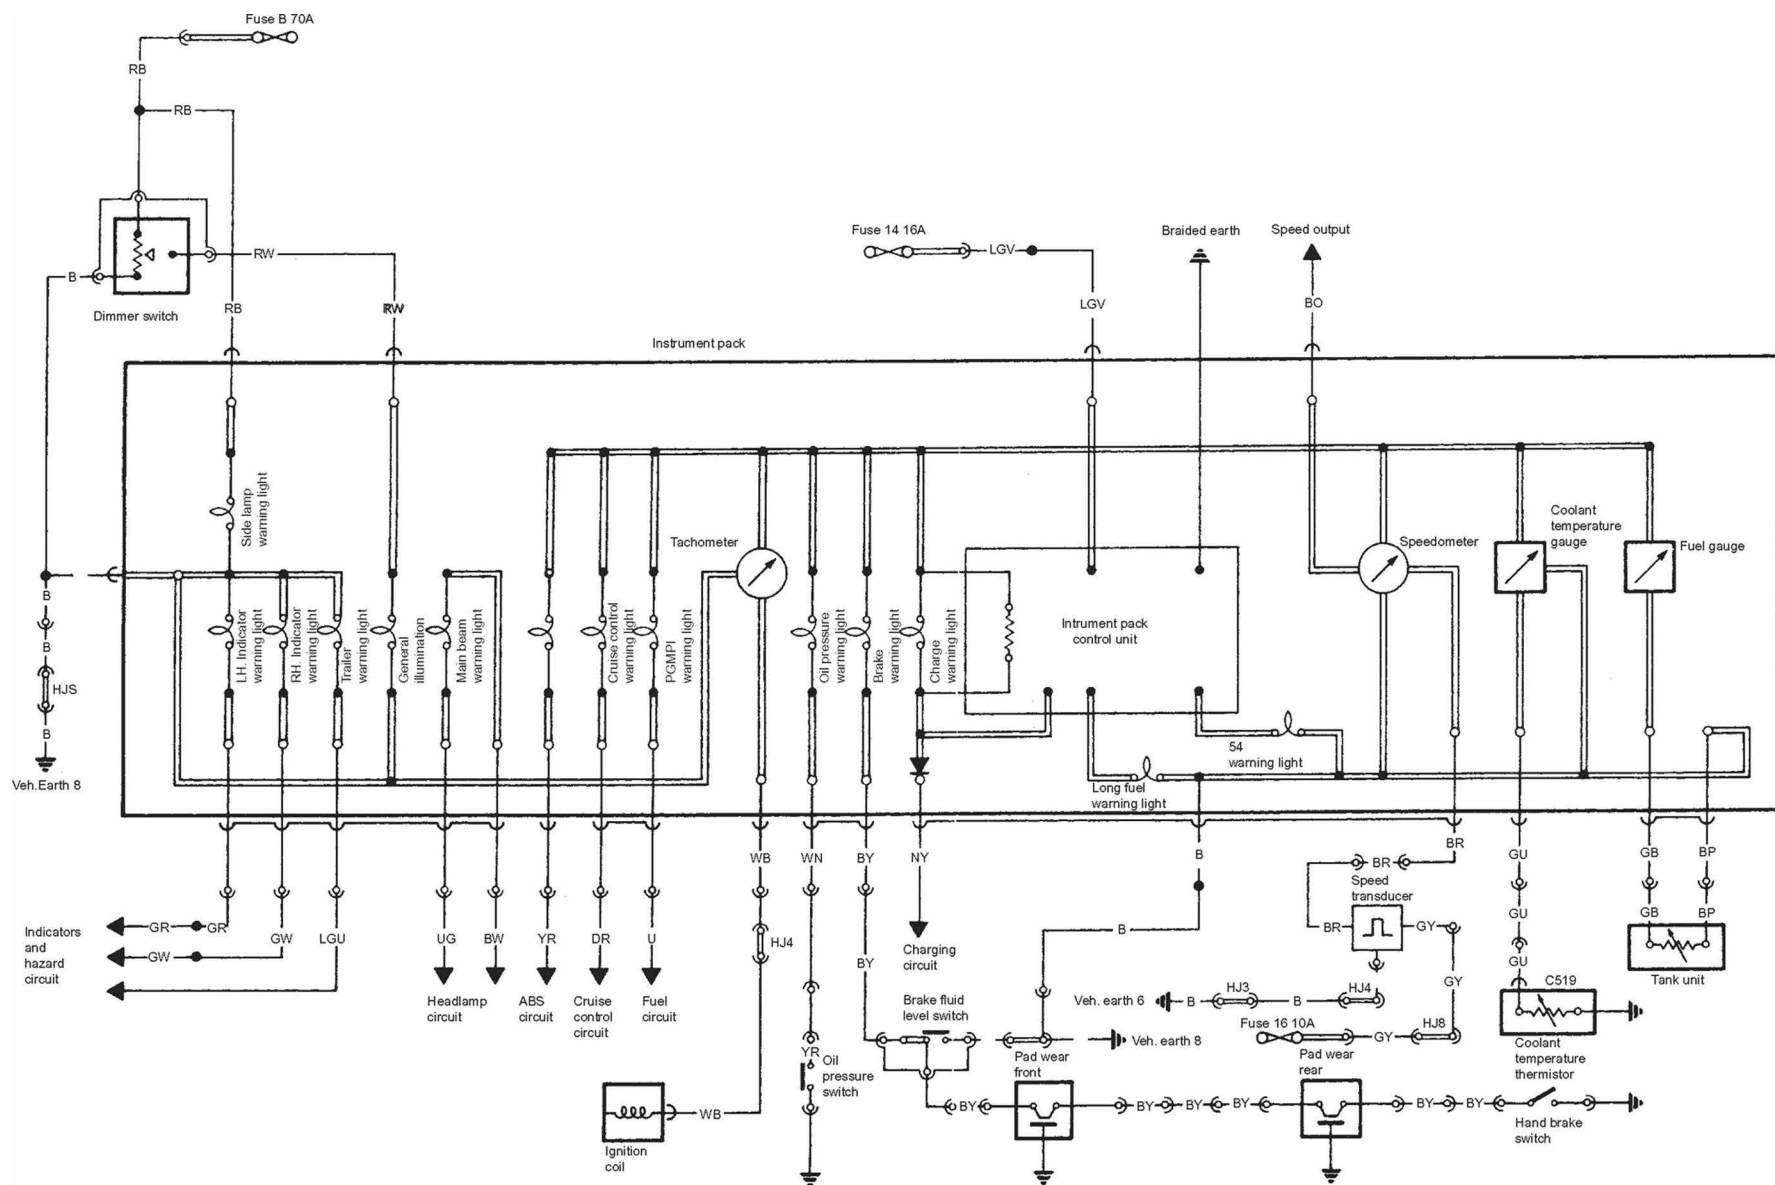 Fuse B 70A
RB
RB
Fuse 14 16A
LGV
Braided earth
Speed output
RW
B
Dimmer switch
RB
RW
LGV
BO
Instrument pack
Side lamp
warning light
Tachometer
Speedometer
Coolant
temperature
gauge
Fuel gauge
LH. Indicator
warning light
RH. Indicator
warning light
Trailer
warning light
General
illumination
Main beam
warning light
Cruise control
warning light
PGMPI
warning light
Oil pressure
warning light
Brake
warning light
Charge
warning light
Intrument pack
control unit
B
B
HJS
B
Veh.Earth 8
54
warning light
Long fuel
warning light
WB
WN
BY
NY
B
BR
BR
GU
GB
BP
Speed
transducer
Indicators
and
hazard
circuit
GR
GR
GW
GW
LGU
UG
BW
YR
DR
U
HJ4
BY
B
BR
GY
GU
GB
BP
Charging
circuit
GU
Tank unit
Headlamp
circuit
ABS
circuit
Cruise
control
circuit
Fuel
circuit
Brake fluid
level switch
Veh. earth 6
B
HJ3
B
HJ4
GY
C519
Fuse 16 10A
GY
HJ8
Veh. earth 8
YR
Oil
pressure
switch
Pad wear
front
Pad wear
rear
Coolant
temperature
thermistor
WB
BY
BY
BY
BY
BY
BY
Hand brake
switch
Ignition
coil